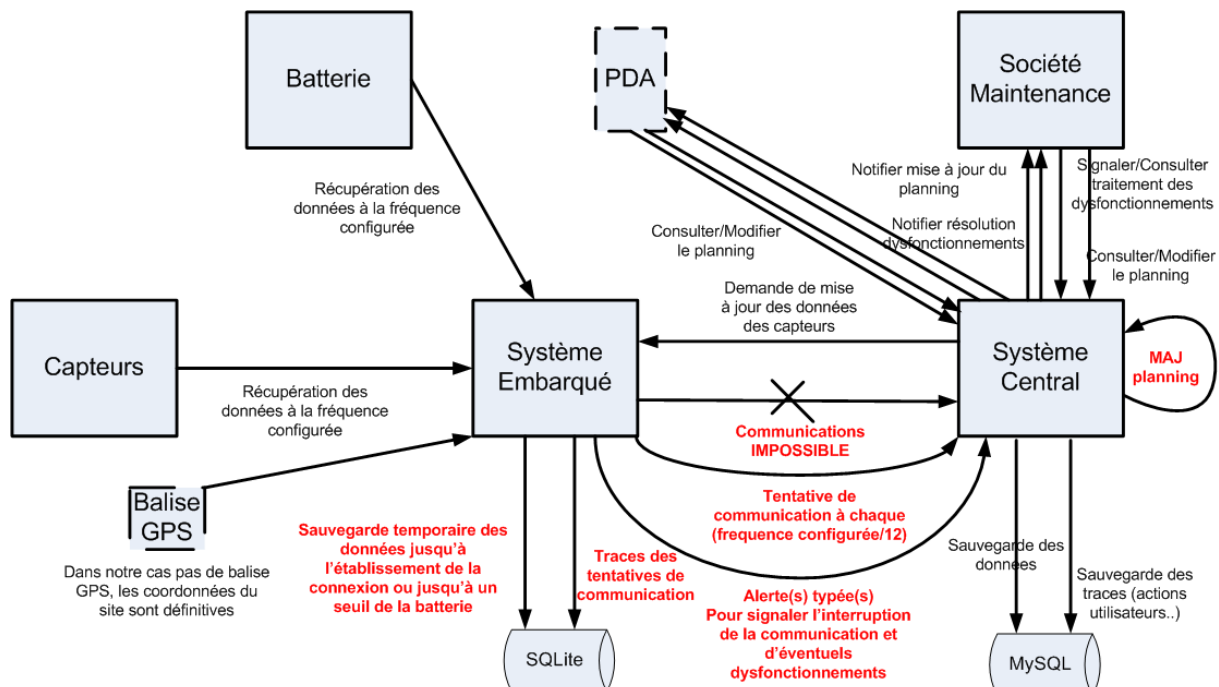 Batterie
PDA
Société
Maintenance
Récupération des
données à la fréquence
configurée
Consulter/Modifier
le planning
Notifier mise à jour du
planning
Notifier résolution
dysfonctionnements
Signaler/Consulter
traitement des
dysfonctionnements
Consulter/Modifier
le planning
Demande de mise
à jour des données
des capteurs
Capteurs
Récupération des
données à la fréquence
configurée
Système
Embarqué
Système
Central
MAJ
planning
Communications
IMPOSSIBLE
Tentative de
communication à chaque
(frequence configurée/12)
Balise
GPS
Dans notre cas pas de balise
GPS, les coordonnées du
site sont définitives
Sauvegarde temporaire des
données jusqu'à
l'établissement de la
connexion ou jusqu'à un
seuil de la batterie
Traces des
tentatives de
communication
Alerte(s) typée(s)
Pour signaler l'interruption
de la communication et
d'éventuels
dysfonctionnements
Sauvegarde des
données
Sauvegarde des
traces (actions
utilisateurs..)
SQLite
MySQL